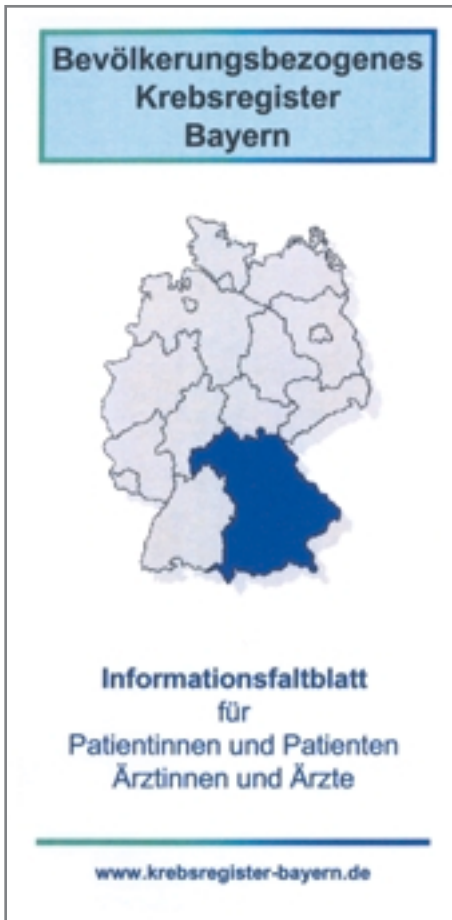 Bevölkerungsbezogenes
Krebsregister
Bayern
Informationsfaltblatt
für
Patientinnen und Patienten
Ärztinnen und Ärzte
www.krebsregister-bayern.de